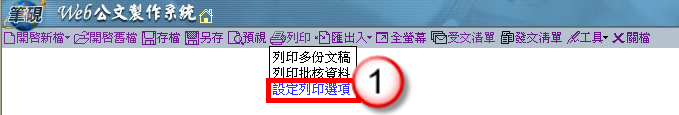 筆硯 Web公文製作系統
開啓新檔 開啓舊檔 存檔 另存 預視 列印 匯出入 全螢幕 受文清單 發文清單 工具 關檔
列印多份文稿
列印批核資料
設定列印選項
1